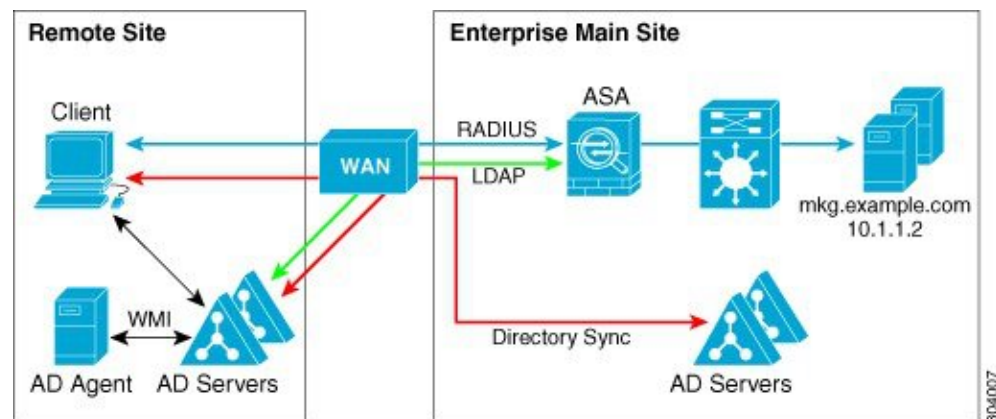 Remote Site
Enterprise Main Site
Client
ASA
RADIUS
WAN
LDAP
mkg.example.com
10.1.1.2
WMI
Directory Sync
AD Agent
AD Servers
AD Servers
304007